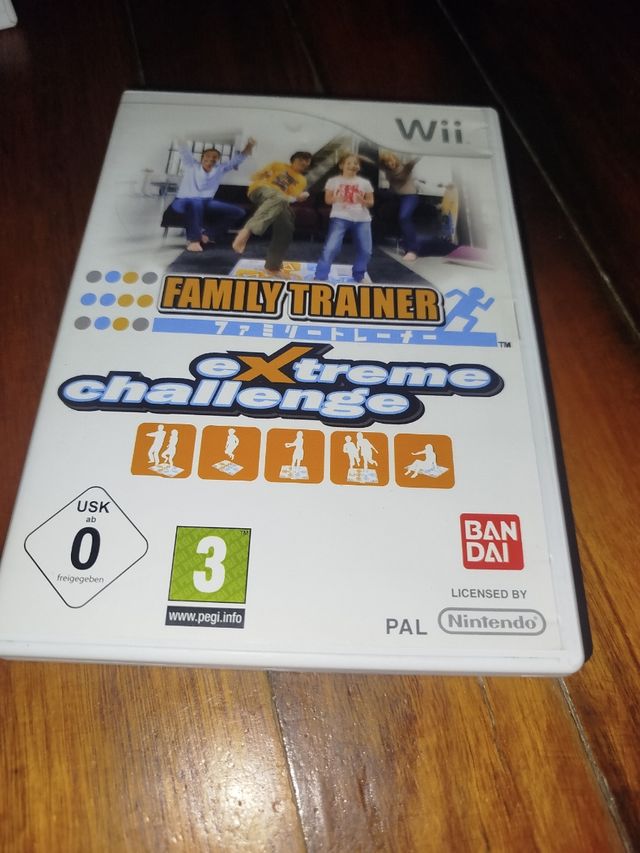 Wii
FAMILY TRAINER
ファミリートレーナー
TM
eXtreme
challenge
USK
ab
0
freigegeben
3
TM
www.pegi.info
BAN
DAI
LICENSED BY
PAL
Nintendo